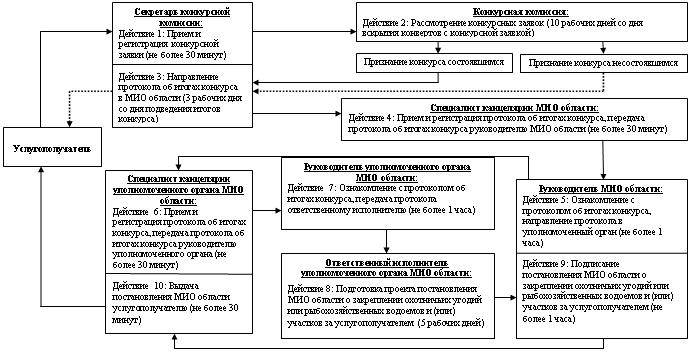 Секретарь конкурсной
комиссии:
Действие 1: Прием и
регистрация конкурсной
заявки (не более 30 минут)
Действие 3: Направление
протокола об итогах конкурса
в МИО области (3 рабочих дня
со дня подведения итогов
конкурса)
Конкурсная комиссия:
Действие 2: Рассмотрение конкурсных заявок (10 рабочих дней со дня
вскрытия конвертов с конкурсной заявкой)
Признание конкурса состоявшимся
Признание конкурса несостоявшимся
Специалист канцелярии МИО области:
Действие 4: Прием и регистрация протокола об итогах конкурса, передача
протокола об итогах конкурса руководителю МИО области (не более 30 минут)
Услугополучатель
Специалист канцелярии
уполномоченного органа МИО
области:
Действие 6: Прием и
регистрация протокола об итогах
конкурса, передача протокола об
итогах конкурса руководителю
уполномоченного органа (не
более 30 минут)
Действие 10: Выдача
постановления МИО области
услугополучателю (не более 30
минут)
Руководитель уполномоченного органа
МИО области:
Действие 7: Ознакомление с протоколом об
итогах конкурса, передача протокола
ответственному исполнителю (не более 1 часа)
Ответственный исполнитель
уполномоченного органа МИО области:
Действие 8: Подготовка проекта постановления
МИО области о закреплении охотничьих угодий
или рыбохозяйственных водоемов и (или)
участков за услугополучателем (5 рабочих дней)
Руководитель МИО области:
Действие 5: Ознакомление с
протоколом об итогах конкурса,
направление протокола в
уполномоченный орган (не более 1
часа)
Действие 9: Подписание
постановления МИО области о
закреплении охотничьих угодий или
рыбохозяйственных водоемов и (или)
участков за услугополучателем (не
более 1 часа)